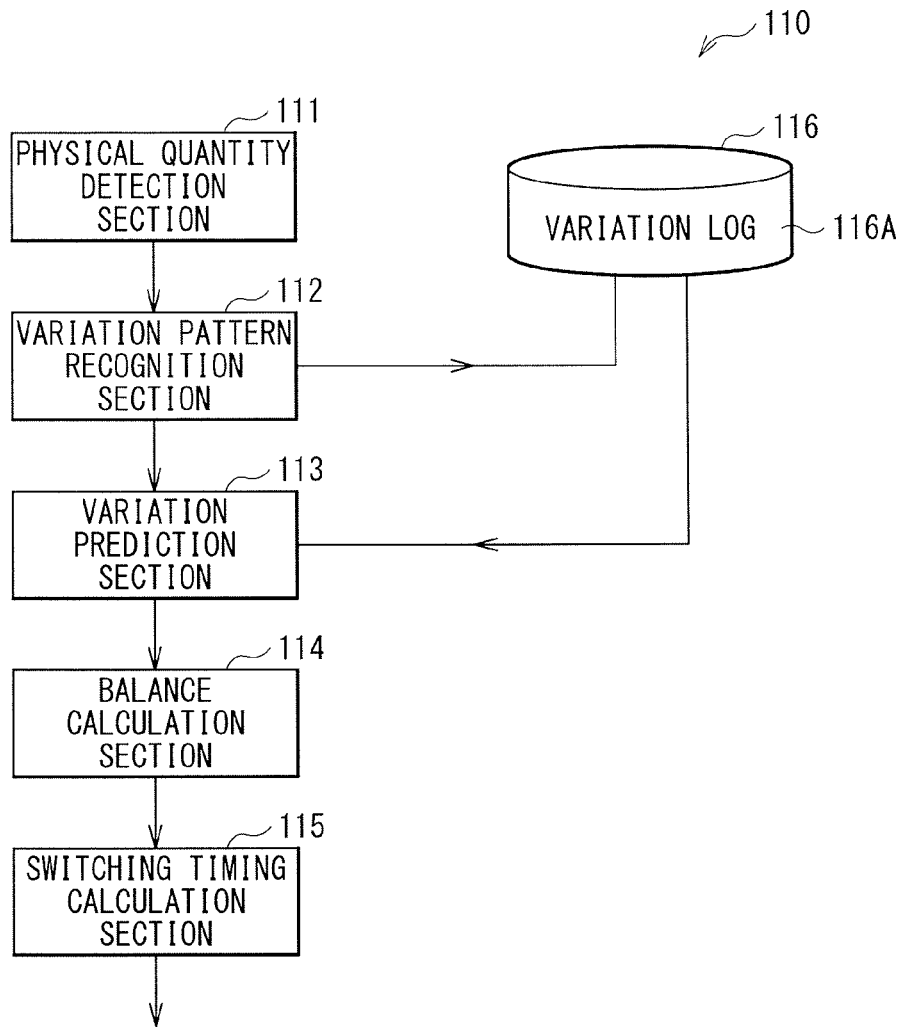 110
111
PHYSICAL QUANTITY
DETECTION
SECTION
116
VARIATION LOG
116A
112
VARIATION PATTERN
RECOGNITION
SECTION
113
VARIATION
PREDICTION
SECTION
114
BALANCE
CALCULATION
SECTION
115
SWITCHING TIMING
CALCULATION
SECTION